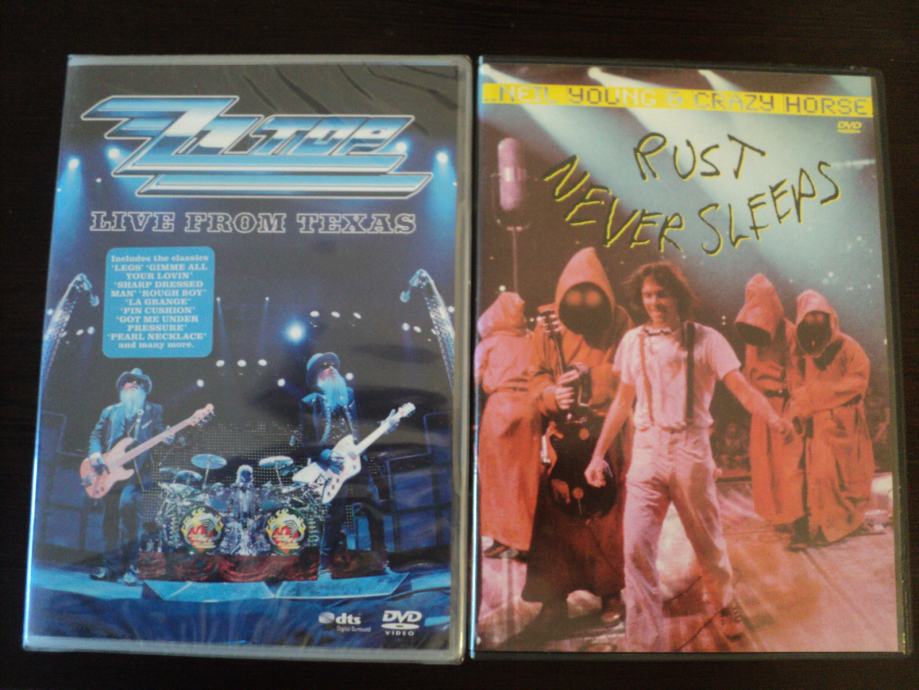 ZZ TOP
LIVE FROM TEXAS
Includes the classics
'LEGS' 'GIMME ALL
YOUR LOVIN'
'SHARP DRESSED
MAN' 'ROUGH BOY'
'LA GRANGE'
'PIN CUSHION'
'GOT ME UNDER
PRESSURE'
'PEARL NECKLACE'
and many more.
dts
Digital Surround
DVD
VIDEO
..NEIL YOUNG & CRAZY HORSE
DVD
RUST
NEVER SLEEPS